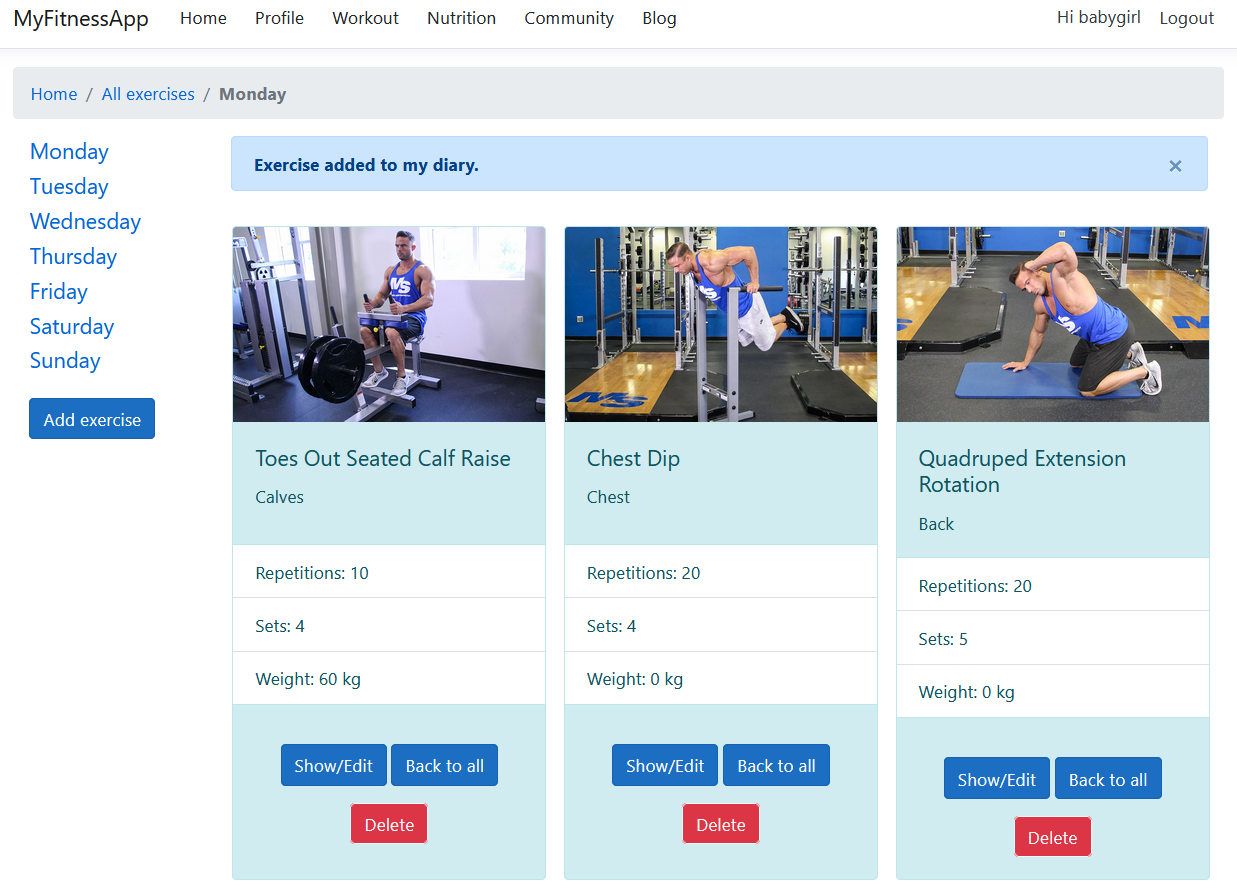 MyFitnessApp Home Profile Workout Nutrition Community Blog Hi babygirl Logout
Home / All exercises / Monday
Monday
Tuesday
Wednesday
Thursday
Friday
Saturday
Sunday
Add exercise
Exercise added to my diary. ×
MS
Toes Out Seated Calf Raise
Calves
Repetitions: 10
Sets: 4
Weight: 60 kg
Show/Edit Back to all
Delete
MS
MS
Chest Dip
Chest
Repetitions: 20
Sets: 4
Weight: 0 kg
Show/Edit Back to all
Delete
Quadruped Extension
Rotation
Back
Repetitions: 20
Sets: 5
Weight: 0 kg
Show/Edit Back to all
Delete